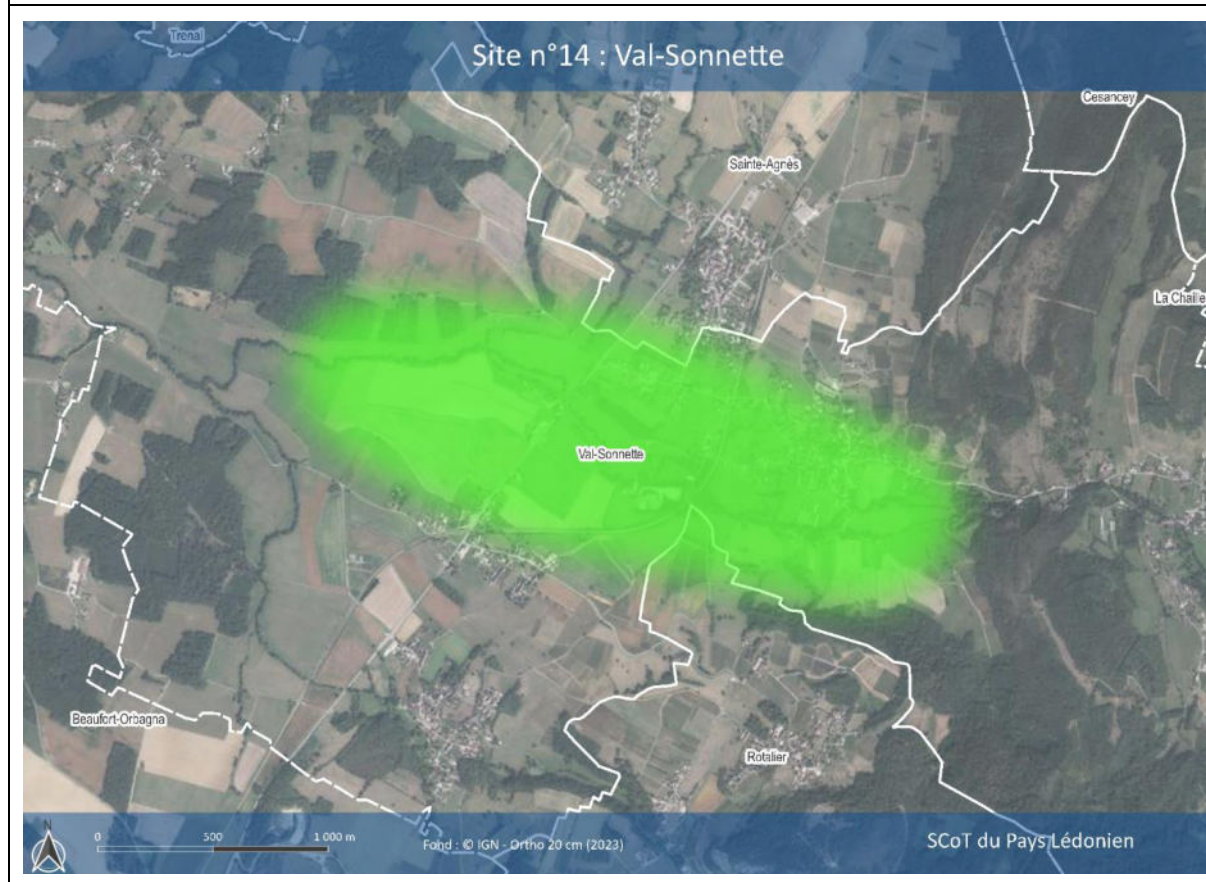 Trenal
Site n°14 : Val-Sonnette
Cesancey
Sainte-Agnès
La Chaille
Val-Sonnette
Beaufort-Orbagna
Rotalier
N
0 500 1 000 m
Fond : © IGN - Ortho 20 cm (2023)
SCoT du Pays Lédonien